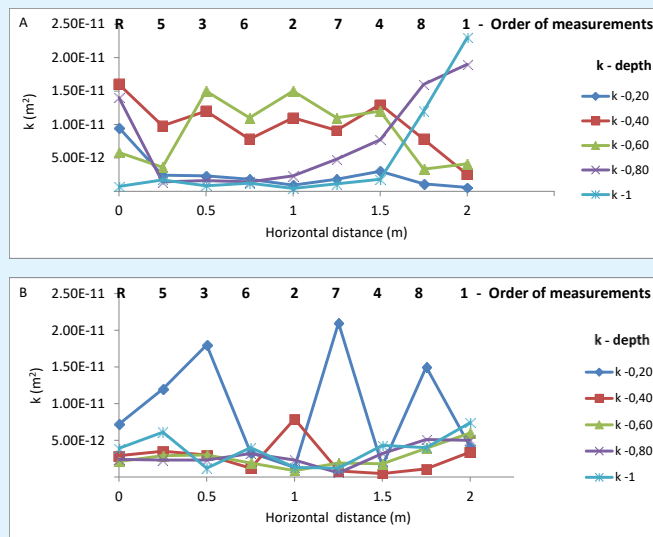 A
R 5 3 6 2 7 4 8 1 - Order of measurements
2.50E-11
2.00E-11
1.50E-11
1.00E-11
5.00E-12
k (m²)
0 0.5 1 1.5 2
Horizontal distance (m)
k - depth
k -0,20
k -0,40
k -0,60
k -0,80
k -1
B
R 5 3 6 2 7 4 8 1 - Order of measurements
2.50E-11
2.00E-11
1.50E-11
1.00E-11
5.00E-12
k (m²)
0 0.5 1 1.5 2
Horizontal distance (m)
k - depth
k -0,20
k -0,40
k -0,60
k -0,80
k -1